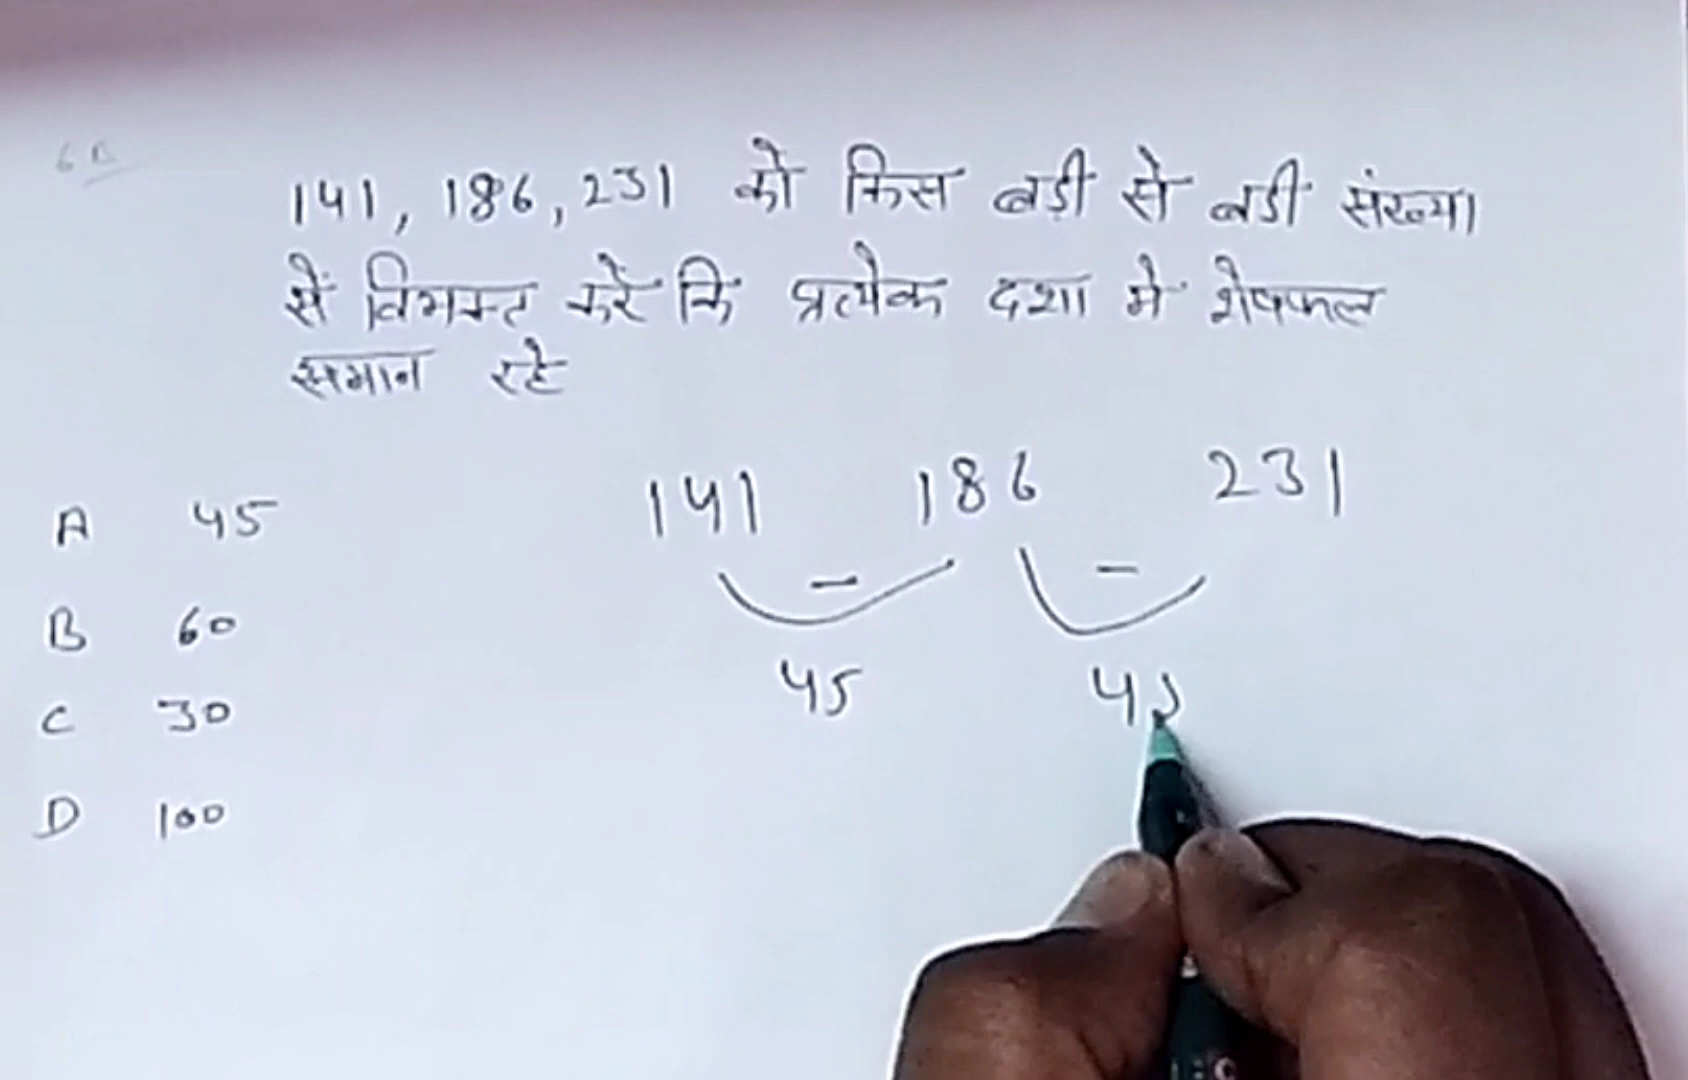 141, 186, 231 को किस बड़ी से बडी संख्या
से विभक्त करें कि प्रत्येक दशा मे शेषफल
समान रहे
141 186 231
A 45
B 60
45
C 30
D 100